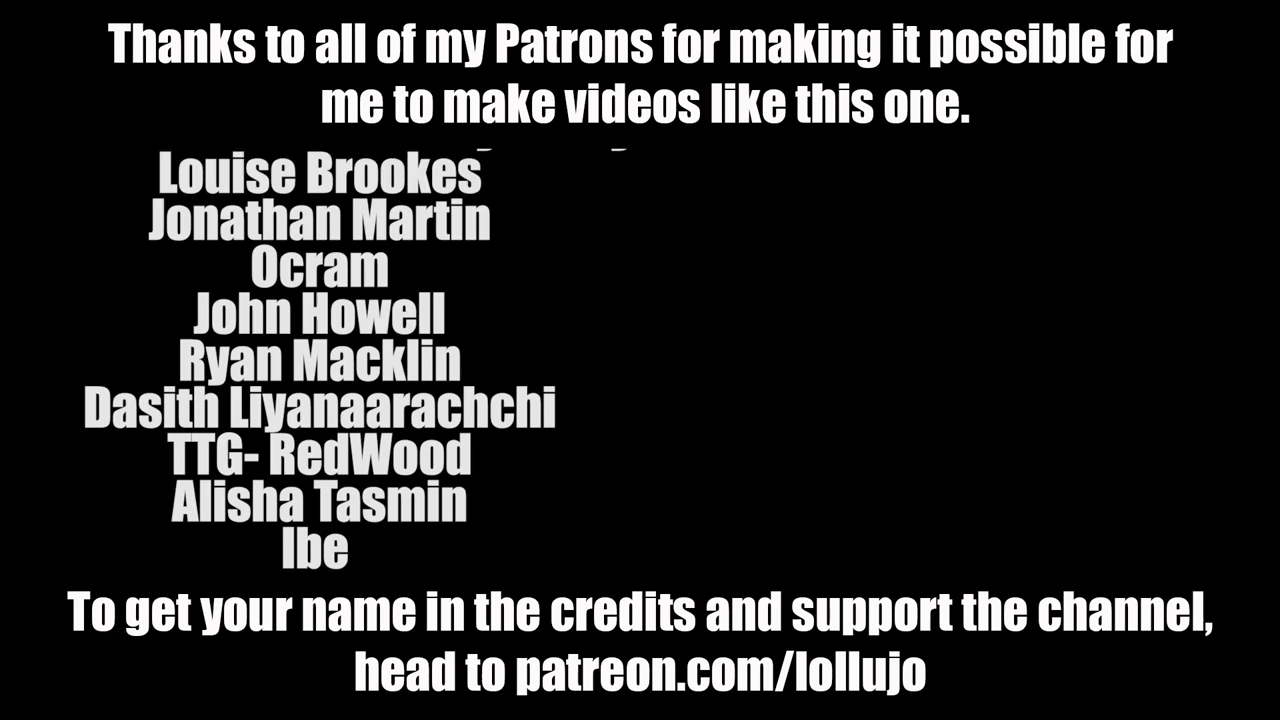 Thanks to all of my Patrons for making it possible for
me to make videos like this one.
Louise Brookes
Jonathan Martin
Ocram
John Howell
Ryan Macklin
Dasith Liyanaarachchi
TTG- RedWood
Alisha Tasmin
Ibe
To get your name in the credits and support the channel,
head to patreon.com/lollujo